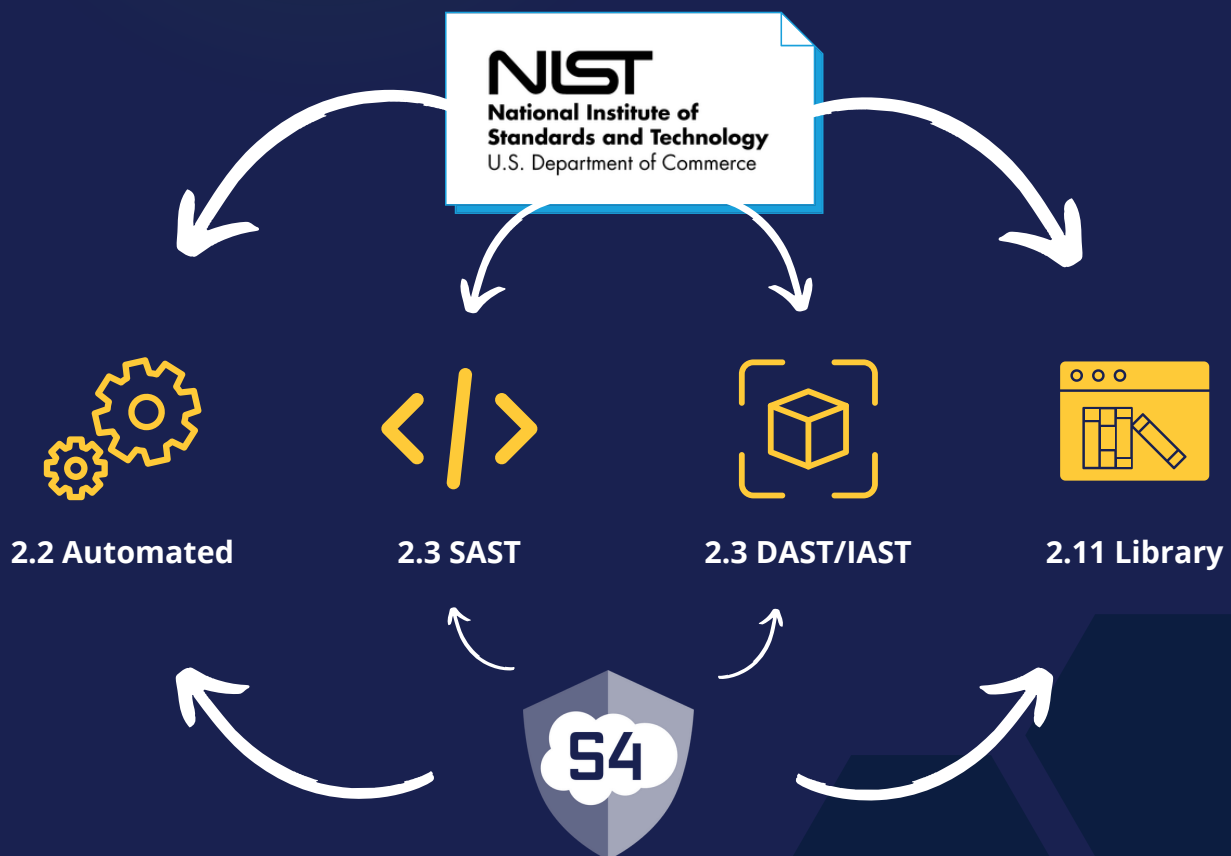 NIST
National Institute of
Standards and Technology
U.S. Department of Commerce
2.2 Automated
2.3 SAST
2.3 DAST/IAST
2.11 Library
S4